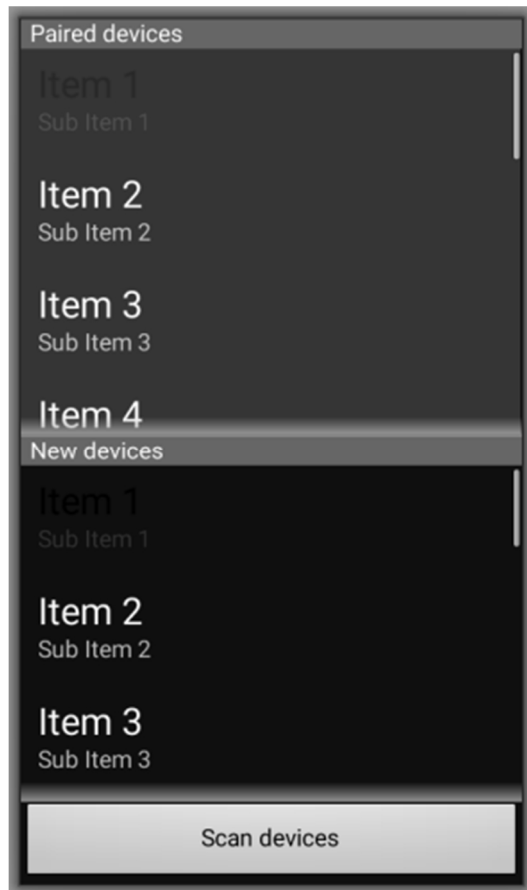 Paired devices
Item 1
Sub Item 1
Item 2
Sub Item 2
Item 3
Sub Item 3
Item 4
New devices
Item 1
Sub Item 1
Item 2
Sub Item 2
Item 3
Sub Item 3
Scan devices